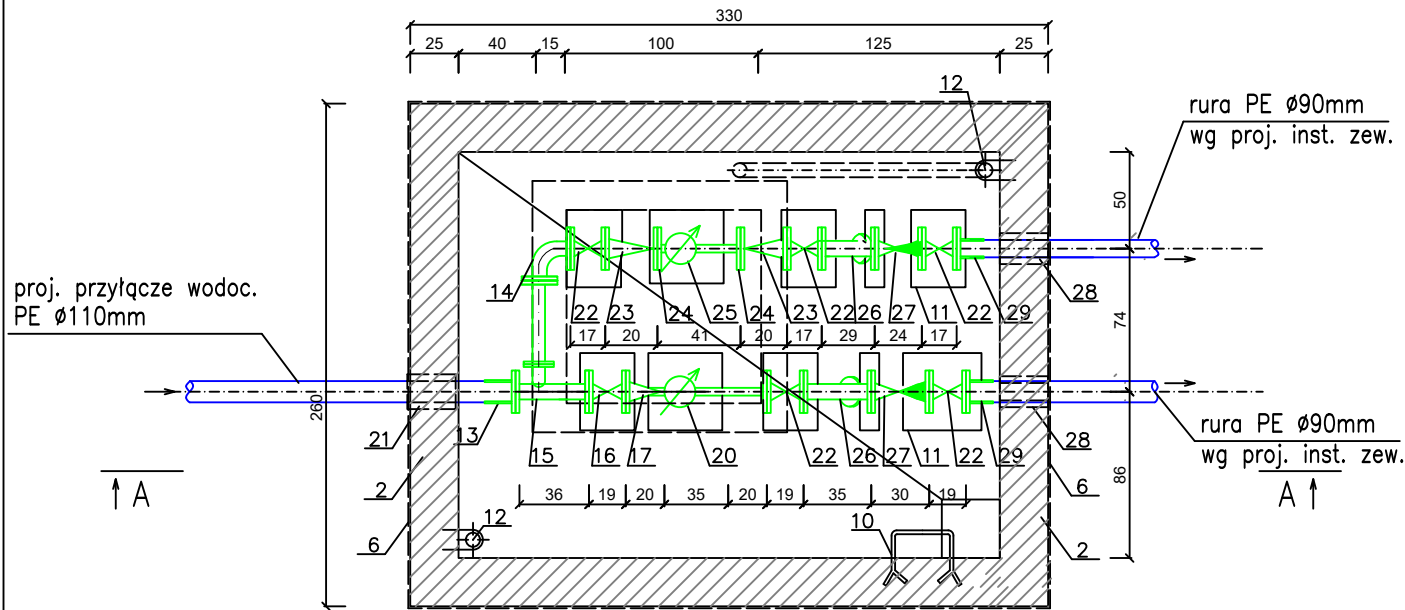 330
25 40 15 100 125 25
12
rura PE ø90mm
wg proj. inst. zew.
50
proj. przyłącze wodoc.
PE ø110mm
14 22 23 24 25 24 23 22 26 27 11 22 29 28
17 20 41 20 17 29 24 17
74
260
21 13 15 16 17 20 22 26 27 11 22 29 28
rura PE ø90mm
wg proj. inst. zew.
A
2 6
A
36 19 20 35 20 19 35 30 19
86
12 10
6 2